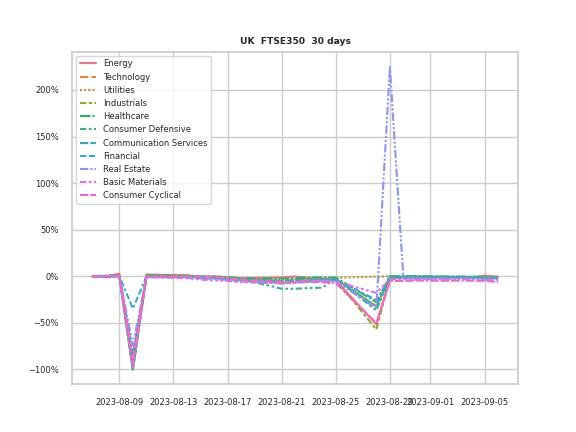 UK FTSE350 30 days
Energy
Technology
Utilities
Industrials
Healthcare
Consumer Defensive
Communication Services
Financial
Real Estate
Basic Materials
Consumer Cyclical
200%
150%
100%
50%
0%
−50%
−100%
2023-08-09 2023-08-13 2023-08-17 2023-08-21 2023-08-25 2023-08-28 2023-09-01 2023-09-05